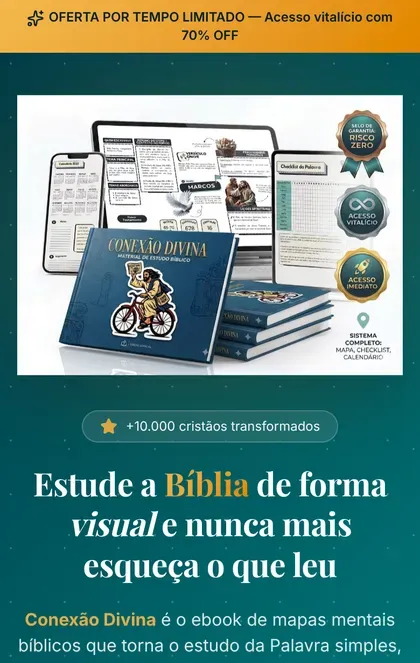 OFERTA POR TEMPO LIMITADO — Acesso vitalício com
70% OFF
Calendário 2025
MARCOS
Checklist da Palavra
SELO DE
GARANTIA:
RISCO
ZERO
ACESSO
VITALÍCIO
ACESSO
IMEDIATO
SISTEMA
COMPLETO:
MAPA, CHECKLIST,
CALENDÁRIO
CONEXÃO DIVINA
MATERIAL DE ESTUDO BÍBLICO
+10.000 cristãos transformados
Estude a Bíblia de forma
visual e nunca mais
esqueça o que leu
Conexão Divina é o ebook de mapas mentais
bíblicos que torna o estudo da Palavra simples,